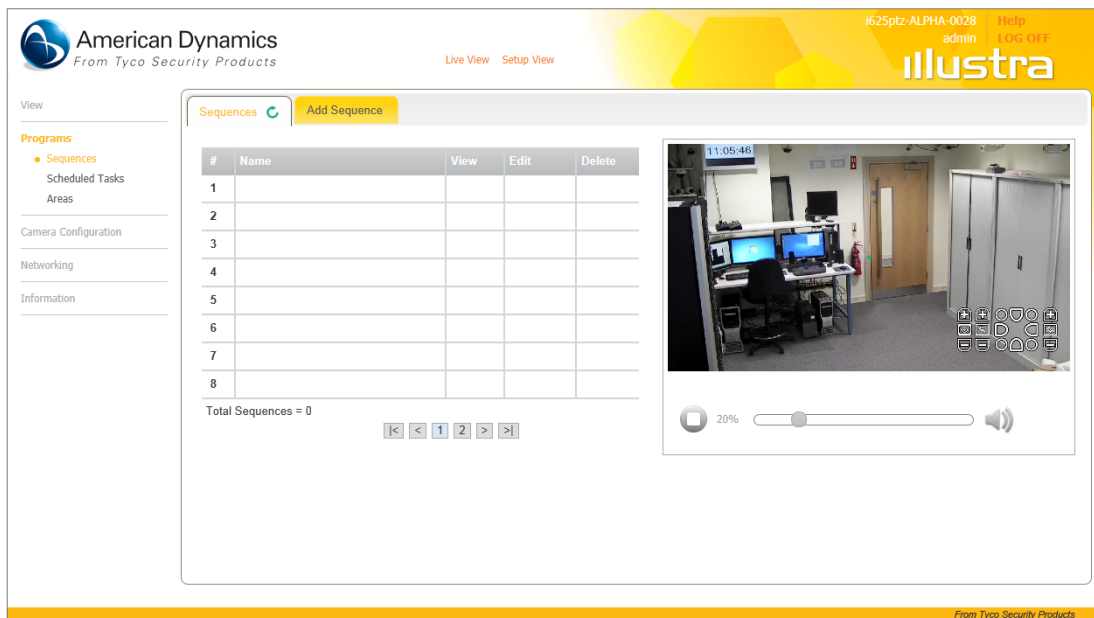 American Dynamics
From Tyco Security Products
Live View Setup View
i625ptz-ALPHA-0028 Help
admin LOG OFF
illustra
View
Programs
Sequences
Scheduled Tasks
Areas
Camera Configuration
Networking
Information
Sequences Add Sequence
# Name View Edit Delete
1
2
3
4
5
6
7
8
Total Sequences = 0
|< < 1 2 > >|
11:05:46
20%
From Tyco Security Products